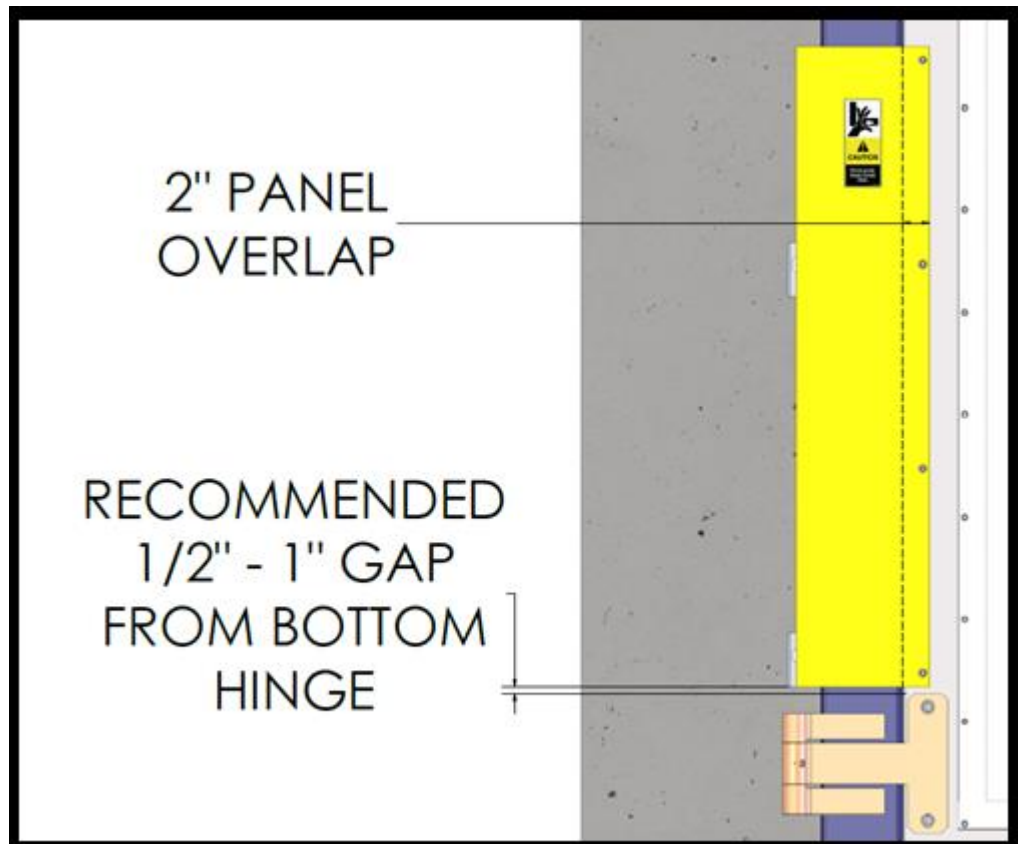 2" PANEL
OVERLAP
RECOMMENDED
1/2" - 1" GAP
FROM BOTTOM
HINGE
CAUTION